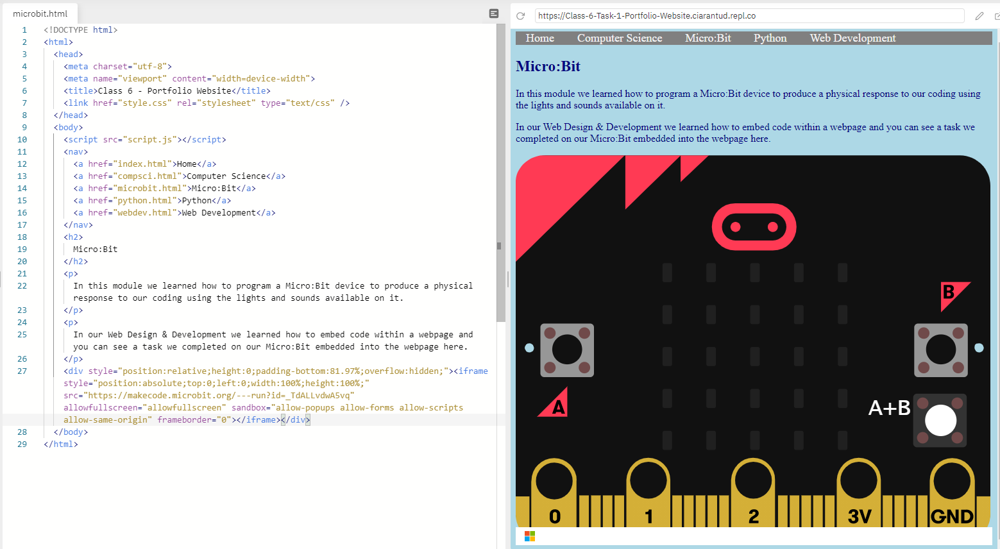 microbit.html
1 <!DOCTYPE html>
2 <html>
3 <head>
4 <meta charset="utf-8">
5 <meta name="viewport" content="width=device-width">
6 <title>Class 6 - Portfolio Website</title>
7 <link href="style.css" rel="stylesheet" type="text/css" />
8 </head>
9 <body>
10 <script src="script.js"></script>
11 <nav>
12 <a href="index.html">Home</a>
13 <a href="compsci.html">Computer Science</a>
14 <a href="microbit.html">Micro:Bit</a>
15 <a href="python.html">Python</a>
16 <a href="webdev.html">Web Development</a>
17 </nav>
18 <h2>
19 Micro:Bit
20 </h2>
21 <p>
22 In this module we learned how to program a Micro:Bit device to produce a physical
response to our coding using the lights and sounds available on it.
23 </p>
24 <p>
25 In our Web Design & Development we learned how to embed code within a webpage and
you can see a task we completed on our Micro:Bit embedded into the webpage here.
26 </p>
27 <div style="position:relative;height:0;padding-bottom:81.97%;overflow:hidden;"><iframe
style="position:absolute;top:0;left:0;width:100%;height:100%;"
src="https://makecode.microbit.org/---run?id=_TdALLvdwA5vq"
allowfullscreen="allowfullscreen" sandbox="allow-popups allow-forms allow-scripts
allow-same-origin" frameborder="0"></iframe></div>
28 </body>
29 </html>
https://Class-6-Task-1-Portfolio-Website.ciarantud.repl.co
Home Computer Science Micro:Bit Python Web Development
Micro:Bit
In this module we learned how to program a Micro:Bit device to produce a physical response to our coding using
the lights and sounds available on it.
In our Web Design & Development we learned how to embed code within a webpage and you can see a task we
completed on our Micro:Bit embedded into the webpage here.
B
A
A+B
0 1 2 3V GND